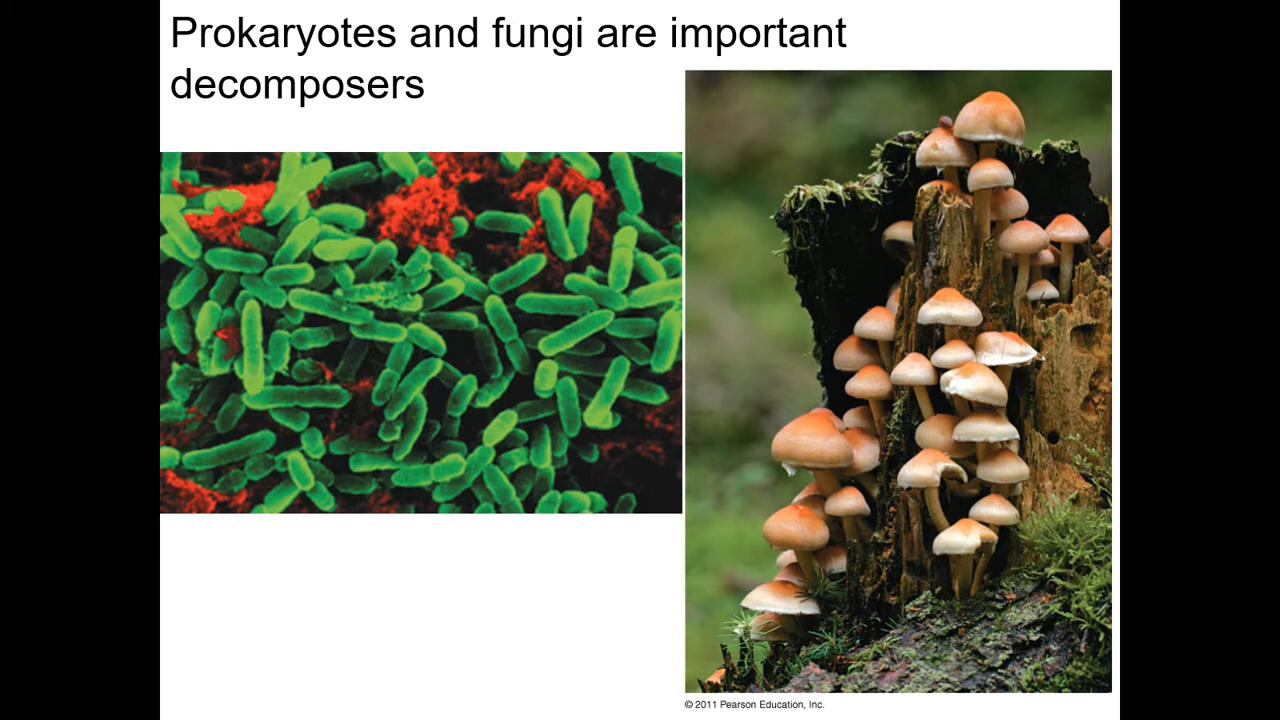 Prokaryotes and fungi are important
decomposers
© 2011 Pearson Education, Inc.